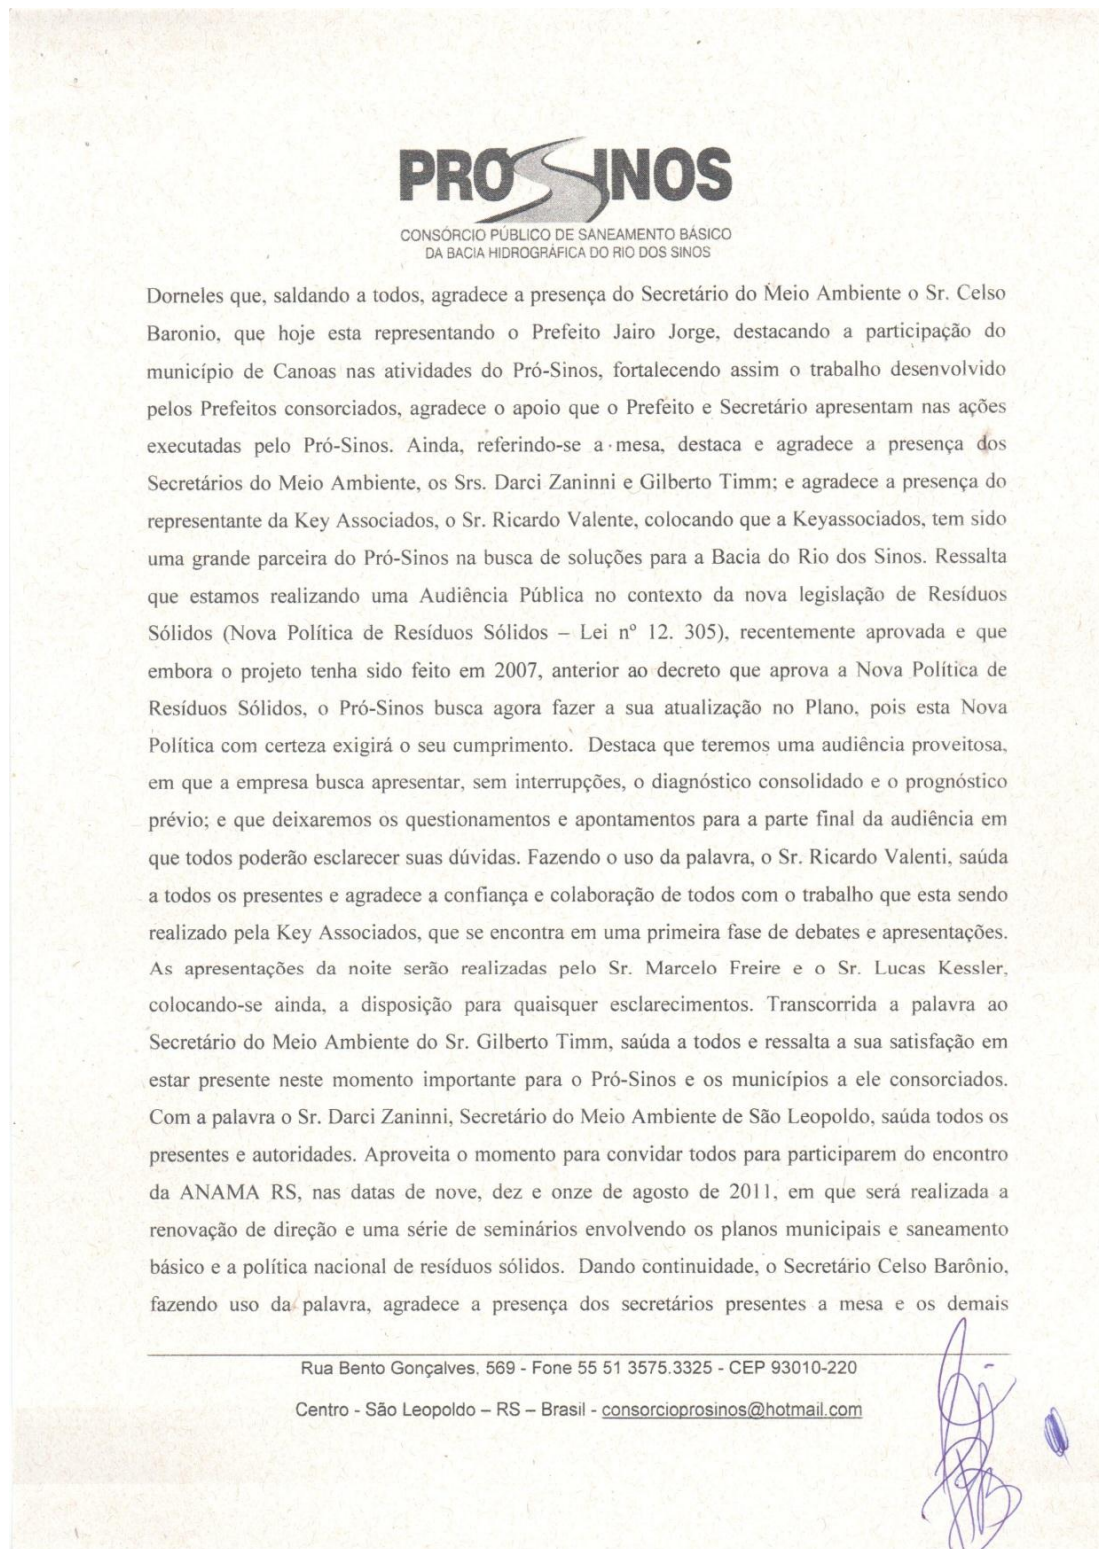 PRÓSINOS
CONSÓRCIO PÚBLICO DE SANEAMENTO BÁSICO
DA BACIA HIDROGRÁFICA DO RIO DOS SINOS
Dorneles que, saldando a todos, agradece a presença do Secretário do Meio Ambiente o Sr. Celso
Baronio, que hoje esta representando o Prefeito Jairo Jorge, destacando a participação do
município de Canoas nas atividades do Pró-Sinos, fortalecendo assim o trabalho desenvolvido
pelos Prefeitos consorciados, agradece o apoio que o Prefeito e Secretário apresentam nas ações
executadas pelo Pró-Sinos. Ainda, referindo-se a mesa, destaca e agradece a presença dos
Secretários do Meio Ambiente, os Srs. Darci Zaninni e Gilberto Timm; e agradece a presença do
representante da Key Associados, o Sr. Ricardo Valente, colocando que a Keyassociados, tem sido
uma grande parceira do Pró-Sinos na busca de soluções para a Bacia do Rio dos Sinos. Ressalta
que estamos realizando uma Audiência Pública no contexto da nova legislação de Resíduos
Sólidos (Nova Política de Resíduos Sólidos – Lei nº 12. 305), recentemente aprovada e que
embora o projeto tenha sido feito em 2007, anterior ao decreto que aprova a Nova Política de
Resíduos Sólidos, o Pró-Sinos busca agora fazer a sua atualização no Plano, pois esta Nova
Política com certeza exigirá o seu cumprimento. Destaca que teremos uma audiência proveitosa,
em que a empresa busca apresentar, sem interrupções, o diagnóstico consolidado e o prognóstico
prévio; e que deixaremos os questionamentos e apontamentos para a parte final da audiência em
que todos poderão esclarecer suas dúvidas. Fazendo o uso da palavra, o Sr. Ricardo Valenti, saúda
a todos os presentes e agradece a confiança e colaboração de todos com o trabalho que esta sendo
realizado pela Key Associados, que se encontra em uma primeira fase de debates e apresentações.
As apresentações da noite serão realizadas pelo Sr. Marcelo Freire e o Sr. Lucas Kessler,
colocando-se ainda, a disposição para quaisquer esclarecimentos. Transcorrida a palavra ao
Secretário do Meio Ambiente do Sr. Gilberto Timm, saúda a todos e ressalta a sua satisfação em
estar presente neste momento importante para o Pró-Sinos e os municípios a ele consorciados.
Com a palavra o Sr. Darci Zaninni, Secretário do Meio Ambiente de São Leopoldo, saúda todos os
presentes e autoridades. Aproveita o momento para convidar todos para participarem do encontro
da ANAMA RS, nas datas de nove, dez e onze de agosto de 2011, em que será realizada a
renovação de direção e uma série de seminários envolvendo os planos municipais e saneamento
básico e a política nacional de resíduos sólidos. Dando continuidade, o Secretário Celso Barônio,
fazendo uso da palavra, agradece a presença dos secretários presentes a mesa e os demais
Rua Bento Gonçalves, 569 - Fone 55 51 3575.3325 - CEP 93010-220
Centro - São Leopoldo – RS – Brasil - consorcioprosinos@hotmail.com